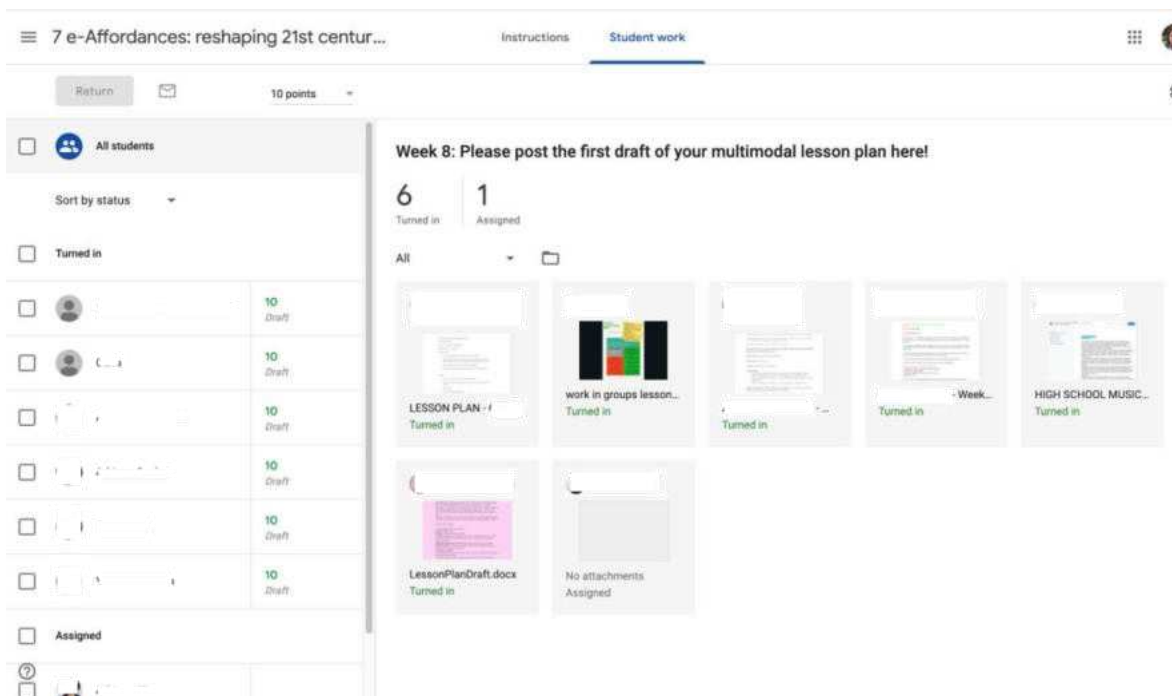 7 e-Affordances: reshaping 21st centur...
Instructions
Student work
Return
10 points
All students
Sort by status
Turned in
10
Draft
10
Draft
10
Draft
10
Draft
10
Draft
10
Draft
Assigned
Week 8: Please post the first draft of your multimodal lesson plan here!
6
Turned in
1
Assigned
All
LESSON PLAN -
Turned in
work in groups lesson...
Turned in
- ...
Turned in
- Week...
Turned in
HIGH SCHOOL MUSIC...
Turned in
LessonPlanDraft.docx
Turned in
No attachments
Assigned